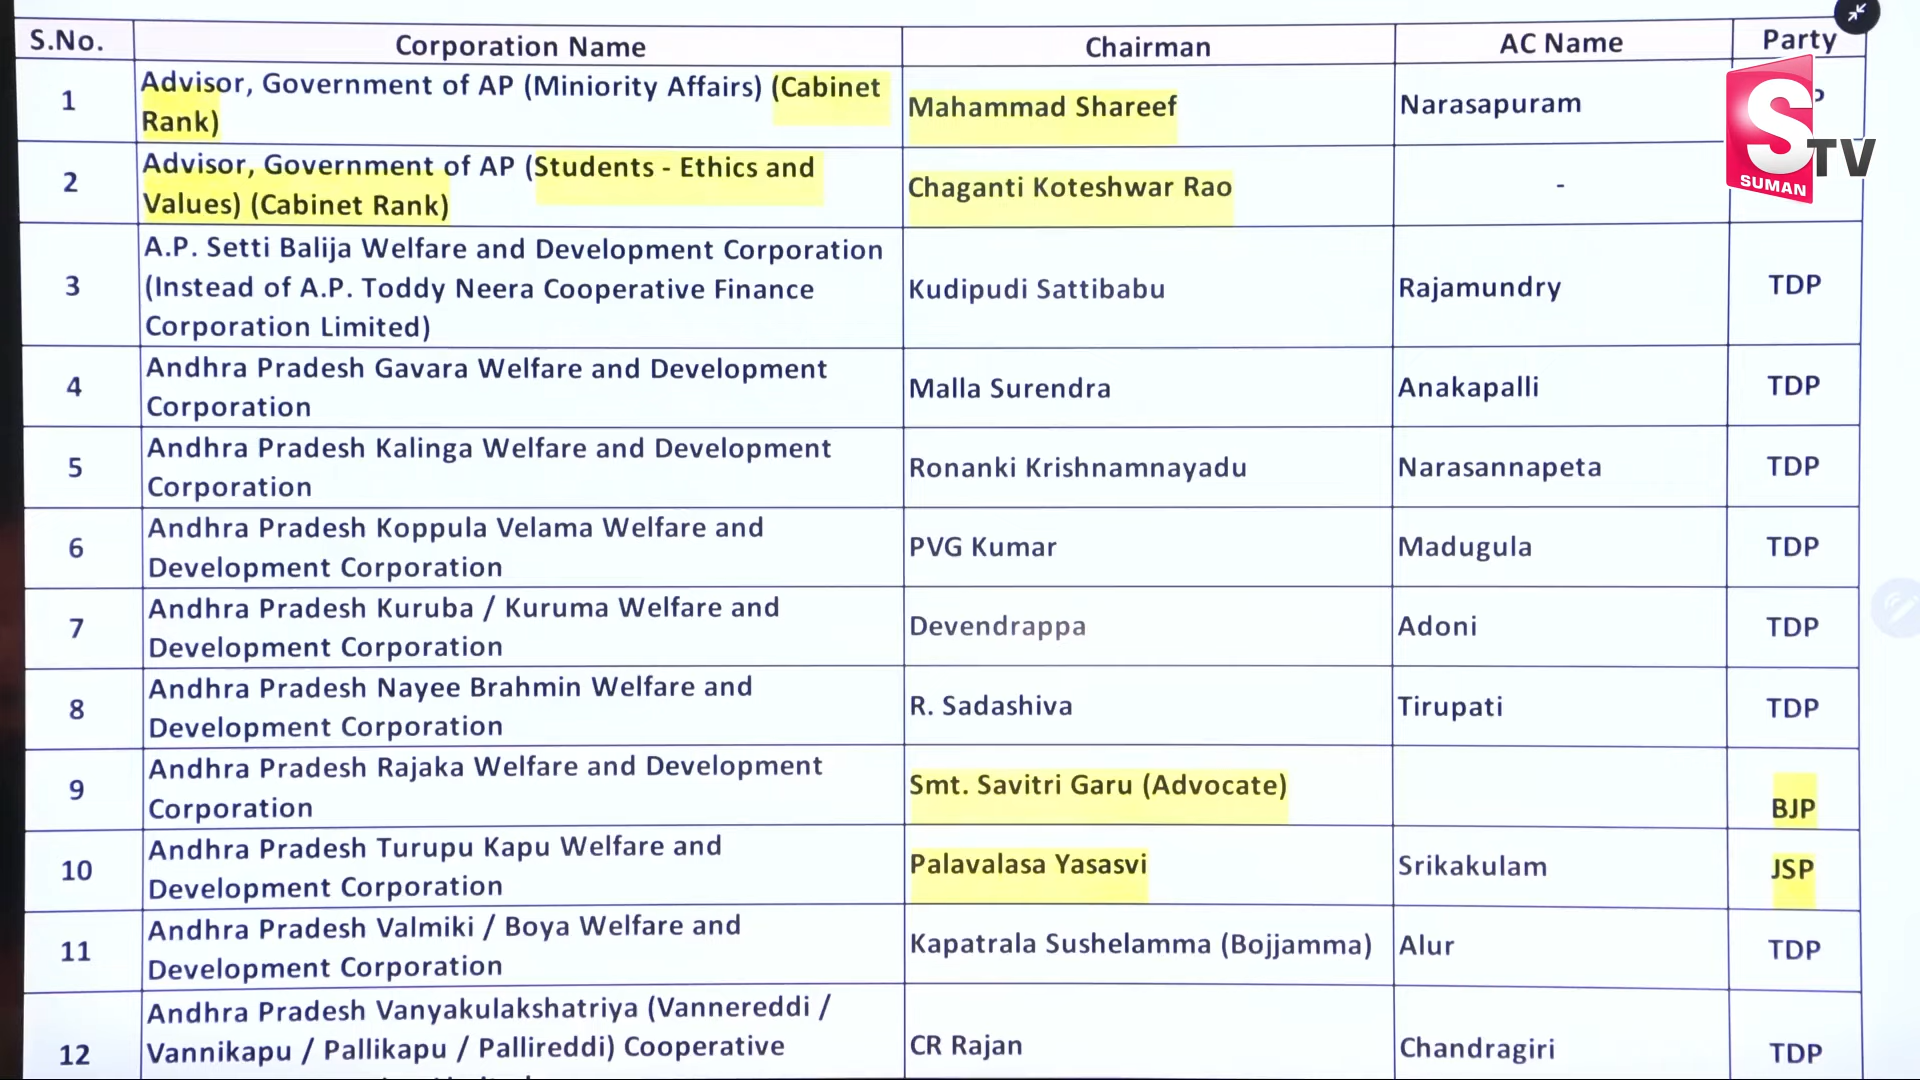 S.No. Corporation Name Chairman AC Name Party
1 Advisor, Government of AP (Miniority Affairs) (Cabinet
Rank) Mahammad Shareef Narasapuram
2 Advisor, Government of AP (Students - Ethics and
Values) (Cabinet Rank) Chaganti Koteshwar Rao -
3 A.P. Setti Balija Welfare and Development Corporation
(Instead of A.P. Toddy Neera Cooperative Finance
Corporation Limited) Kudipudi Sattibabu Rajamundry TDP
4 Andhra Pradesh Gavara Welfare and Development
Corporation Malla Surendra Anakapalli TDP
5 Andhra Pradesh Kalinga Welfare and Development
Corporation Ronanki Krishnamnayadu Narasannapeta TDP
6 Andhra Pradesh Koppula Velama Welfare and
Development Corporation PVG Kumar Madugula TDP
7 Andhra Pradesh Kuruba / Kuruma Welfare and
Development Corporation Devendrappa Adoni TDP
8 Andhra Pradesh Nayee Brahmin Welfare and
Development Corporation R. Sadashiva Tirupati TDP
9 Andhra Pradesh Rajaka Welfare and Development
Corporation Smt. Savitri Garu (Advocate) BJP
10 Andhra Pradesh Turupu Kapu Welfare and
Development Corporation Palavalasa Yasasvi Srikakulam JSP
11 Andhra Pradesh Valmiki / Boya Welfare and
Development Corporation Kapatrala Sushelamma (Bojjamma) Alur TDP
12 Andhra Pradesh Vanyakulakshatriya (Vannereddi /
Vannikapu / Pallikapu / Pallireddi) Cooperative CR Rajan Chandragiri TDP
S TV
SUMAN